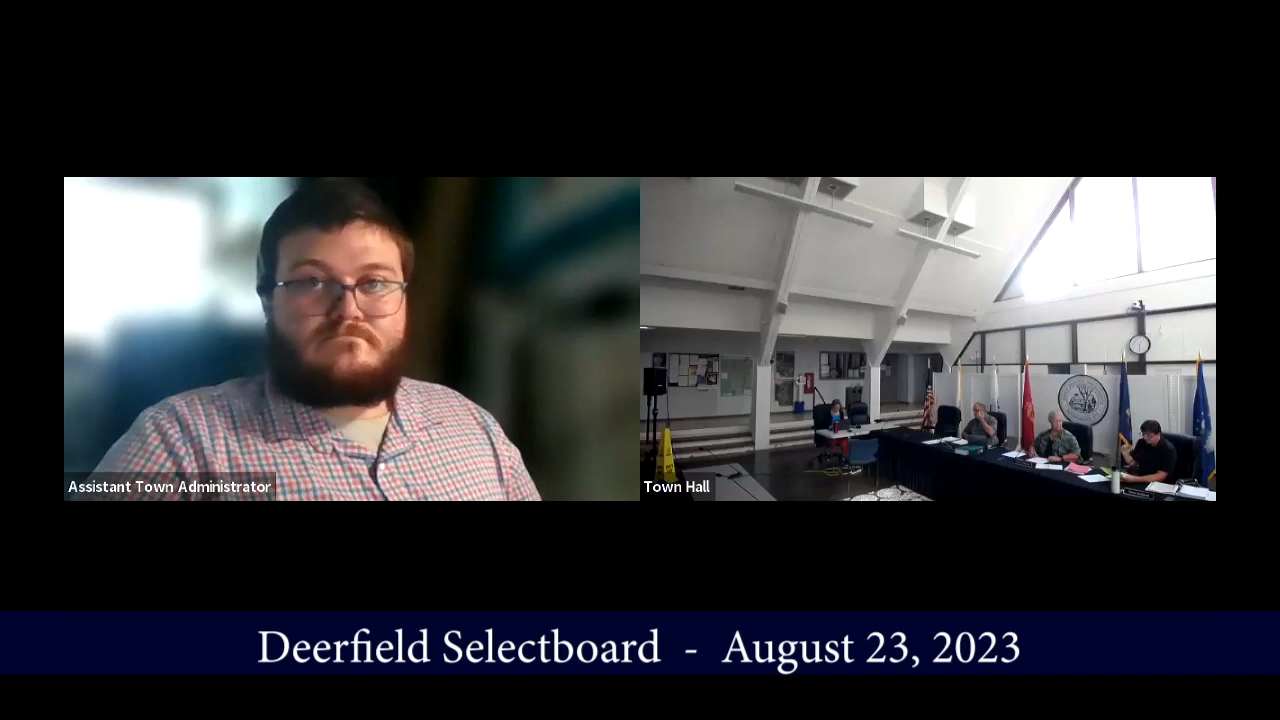 Assistant Town Administrator
Town Hall
Deerfield Selectboard - August 23, 2023